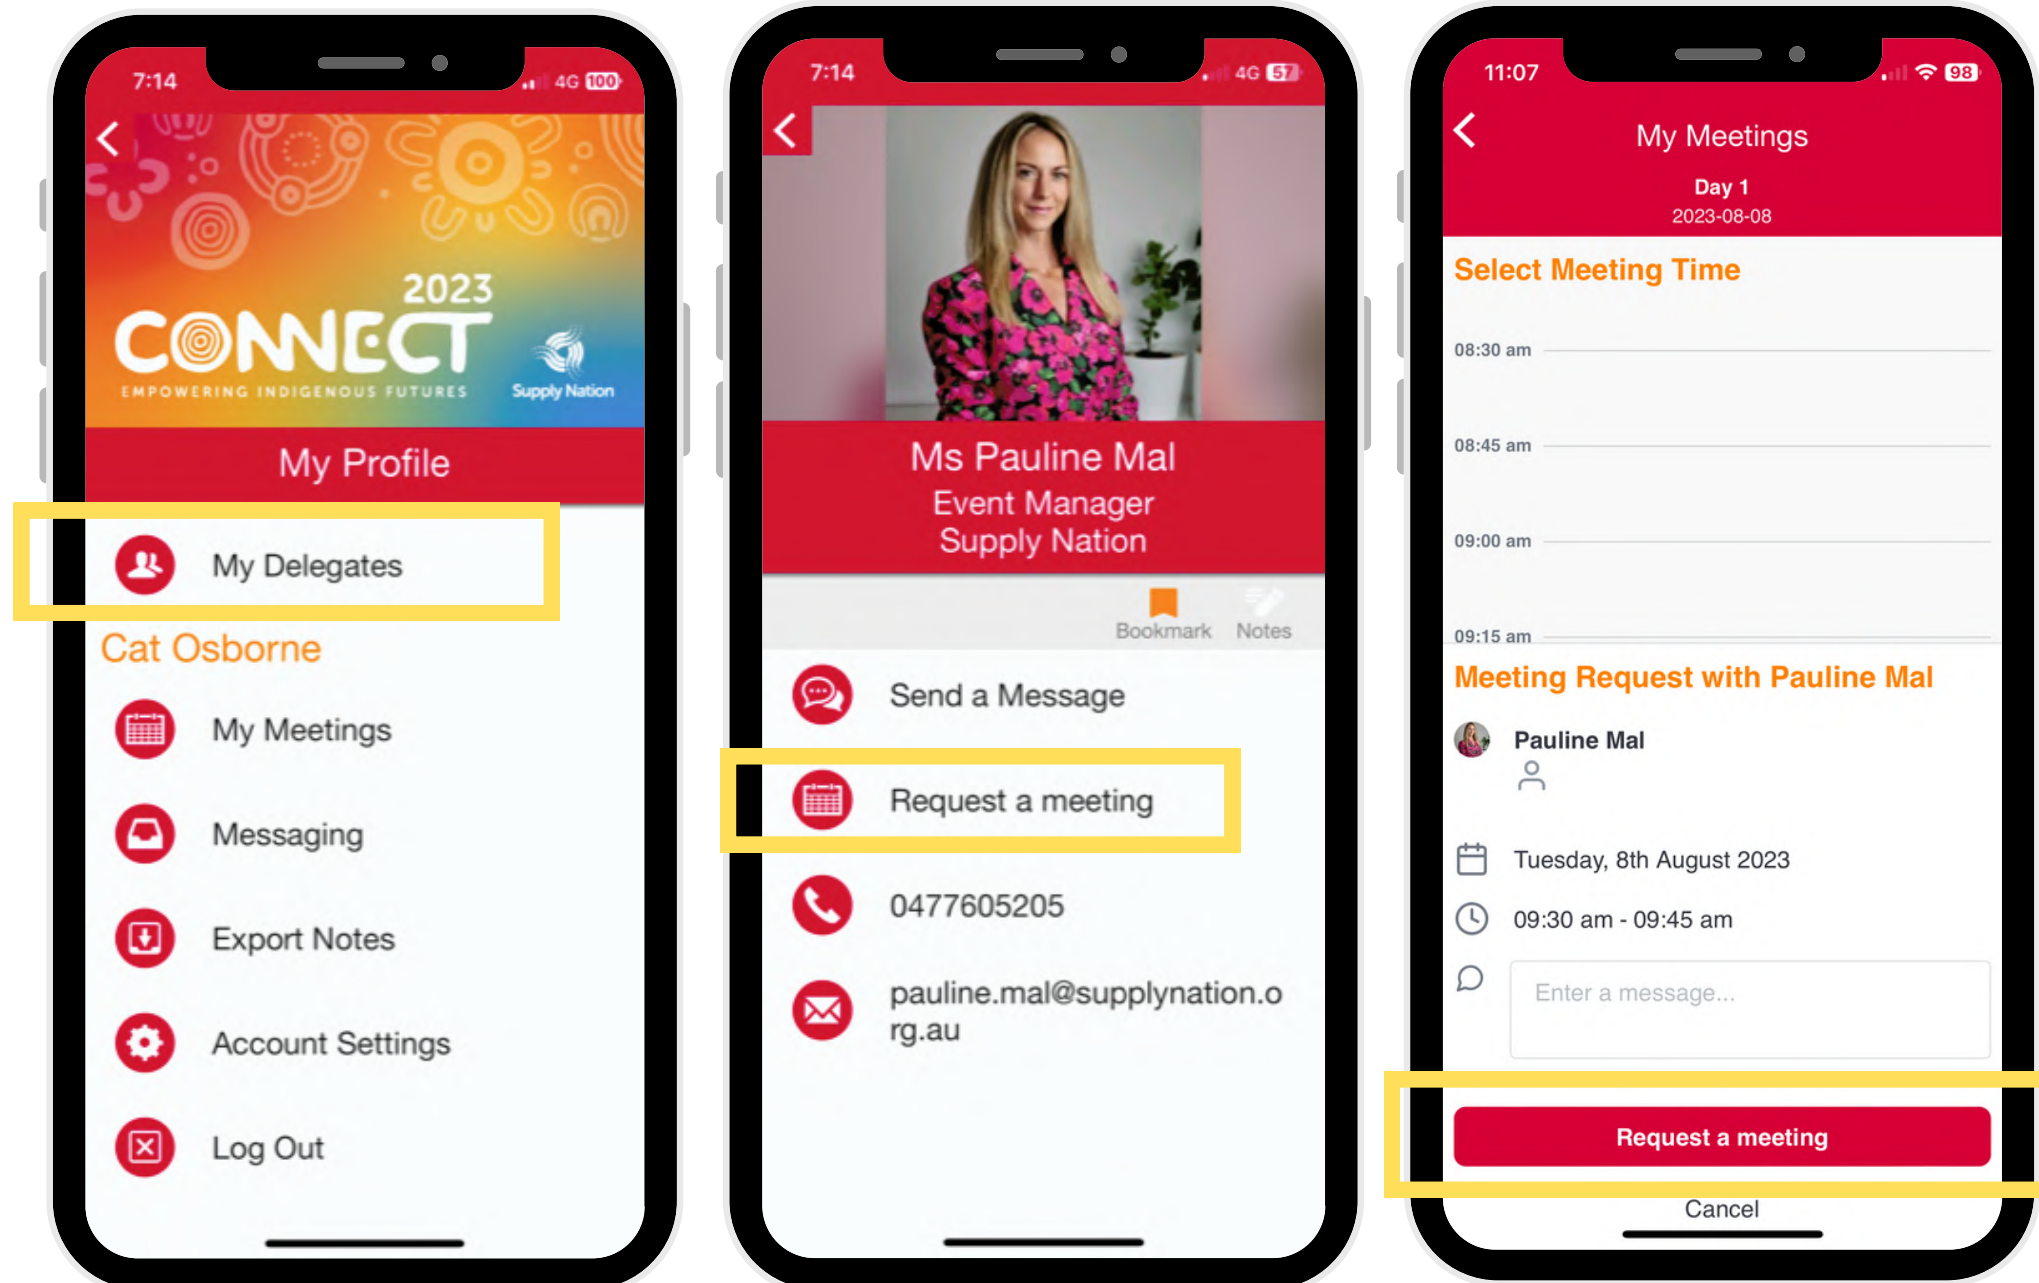 7:14
4G 100
2023
CONNECT
EMPOWERING INDIGENOUS FUTURES
Supply Nation
My Profile
My Delegates
Cat Osborne
My Meetings
Messaging
Export Notes
Account Settings
Log Out
7:14
4G 57
Ms Pauline Mal
Event Manager
Supply Nation
Bookmark Notes
Send a Message
Request a meeting
0477605205
pauline.mal@supplynation.o
rg.au
11:07
98
My Meetings
Day 1
2023-08-08
Select Meeting Time
08:30 am
08:45 am
09:00 am
09:15 am
Meeting Request with Pauline Mal
Pauline Mal
Tuesday, 8th August 2023
09:30 am - 09:45 am
Enter a message...
Request a meeting
Cancel